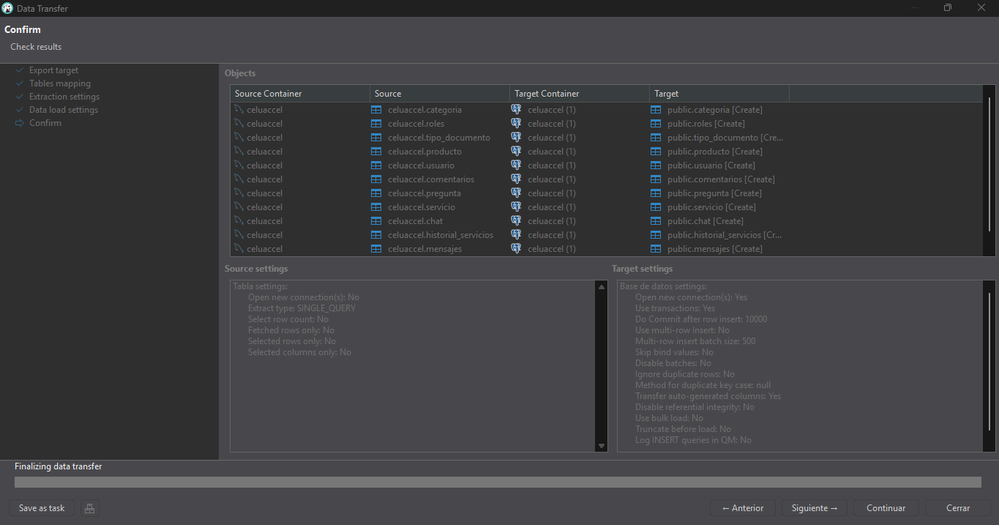 Data Transfer
Confirm
Check results
Export target
Tables mapping
Extraction settings
Data load settings
Confirm
Objects
Source Container Source Target Container Target
celuaccel celuaccel.categoria celuaccel (1) public.categoria [Create]
celuaccel celuaccel.roles celuaccel (1) public.roles [Create]
celuaccel celuaccel.tipo_documento celuaccel (1) public.tipo_documento [Cre...
celuaccel celuaccel.producto celuaccel (1) public.producto [Create]
celuaccel celuaccel.usuario celuaccel (1) public.usuario [Create]
celuaccel celuaccel.comentarios celuaccel (1) public.comentarios [Create]
celuaccel celuaccel.pregunta celuaccel (1) public.pregunta [Create]
celuaccel celuaccel.servicio celuaccel (1) public.servicio [Create]
celuaccel celuaccel.chat celuaccel (1) public.chat [Create]
celuaccel celuaccel.historial_servicios celuaccel (1) public.historial_servicios [Cr...
celuaccel celuaccel.mensajes celuaccel (1) public.mensajes [Create]
Source settings
Tabla settings:
Open new connection(s): No
Extract type: SINGLE_QUERY
Select row count: No
Fetched rows only: No
Selected rows only: No
Selected columns only: No
Target settings
Base de datos settings:
Open new connection(s): Yes
Use transactions: Yes
Do Commit after row insert: 10000
Use multi-row Insert: No
Multi-row insert batch size: 500
Skip bind values: No
Disable batches: No
Ignore duplicate rows: No
Method for duplicate key case: null
Transfer auto-generated columns: Yes
Disable referential integrity: No
Use bulk load: No
Truncate before load: No
Log INSERT queries in QM: No
Finalizing data transfer
Save as task
← Anterior
Siguiente →
Continuar
Cerrar